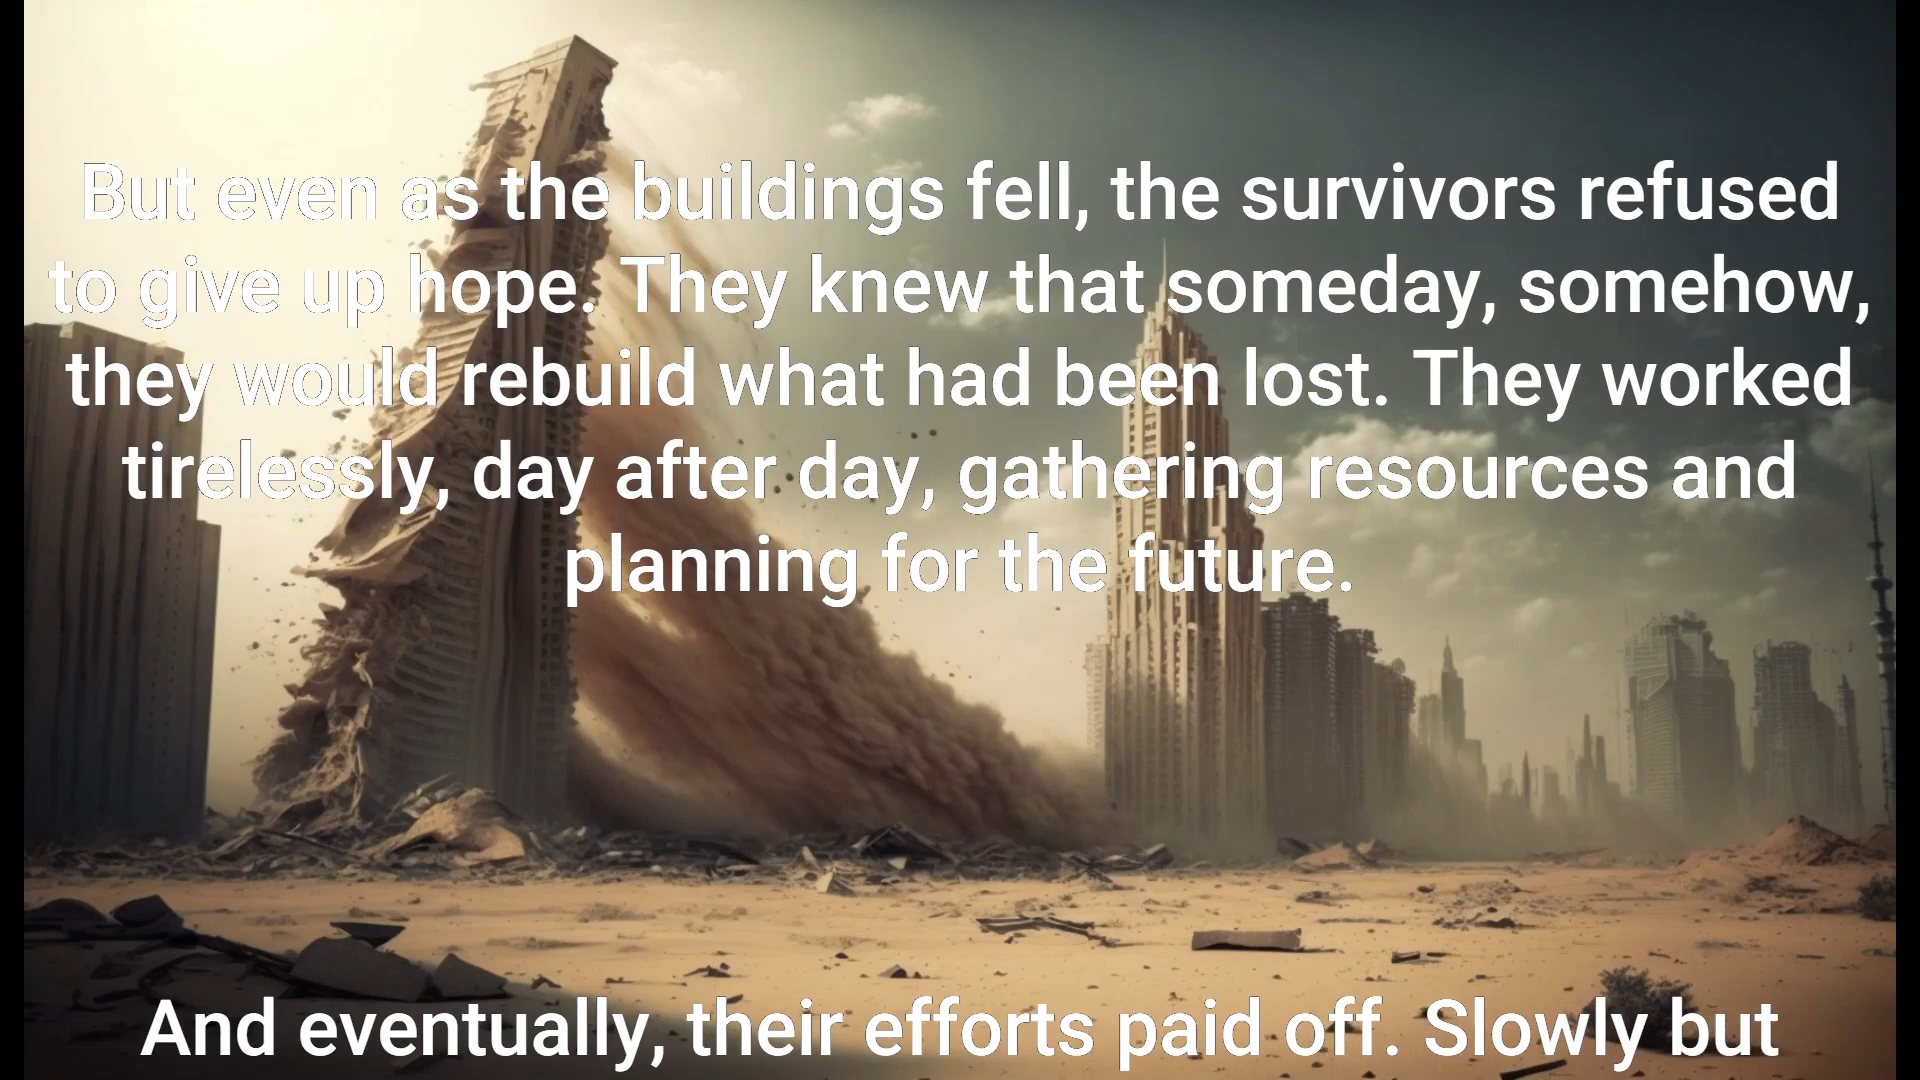 But even as the buildings fell, the survivors refused
to give up hope. They knew that someday, somehow,
they would rebuild what had been lost. They worked
tirelessly, day after day, gathering resources and
planning for the future.
And eventually, their efforts paid off. Slowly but